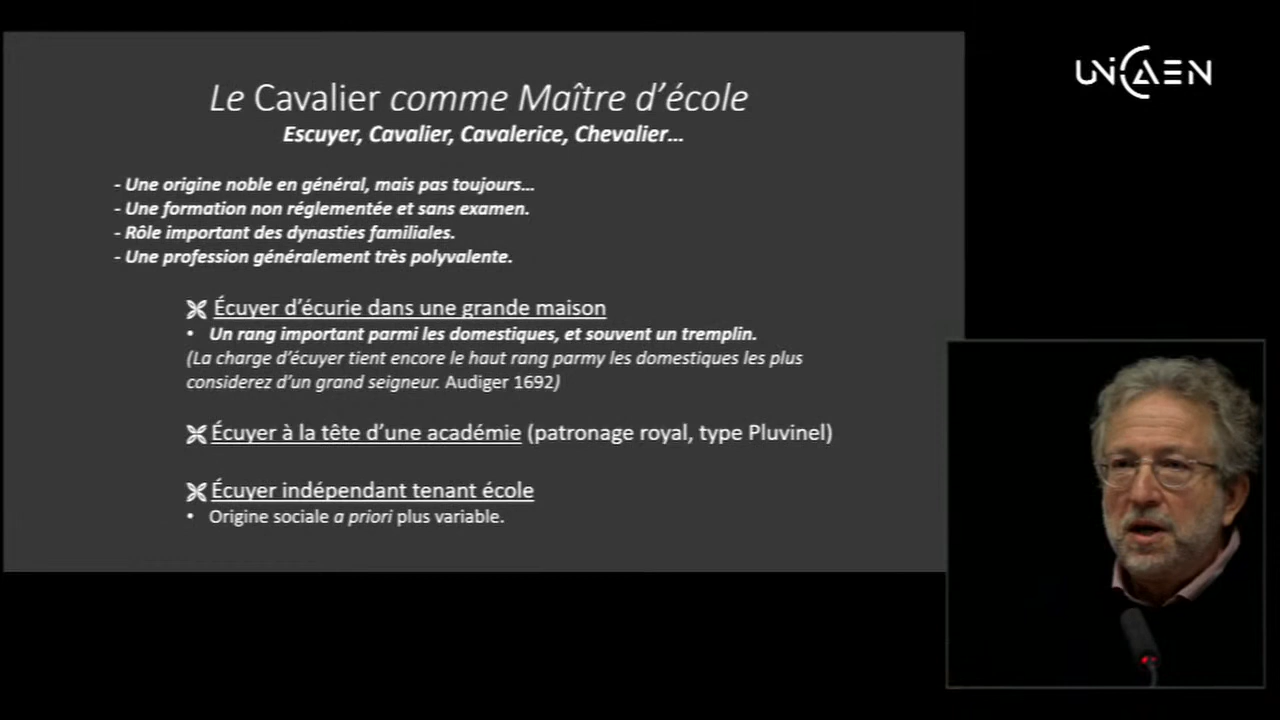 Le Cavalier comme Maître d'école
Escuyer, Cavalier, Cavalerice, Chevalier...
- Une origine noble en général, mais pas toujours...
- Une formation non réglementée et sans examen.
- Rôle important des dynasties familiales.
- Une profession généralement très polyvalente.
Écuyer d'écurie dans une grande maison
• Un rang important parmi les domestiques, et souvent un tremplin.
(La charge d'écuyer tient encore le haut rang parmy les domestiques les plus
considerez d'un grand seigneur. Audiger 1692)
Écuyer à la tête d'une académie (patronage royal, type Pluvinel)
Écuyer indépendant tenant école
• Origine sociale a priori plus variable.
UNICAEN